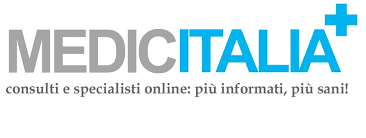 MEDICITALIA
consulti e specialisti online: più informati, più sani!